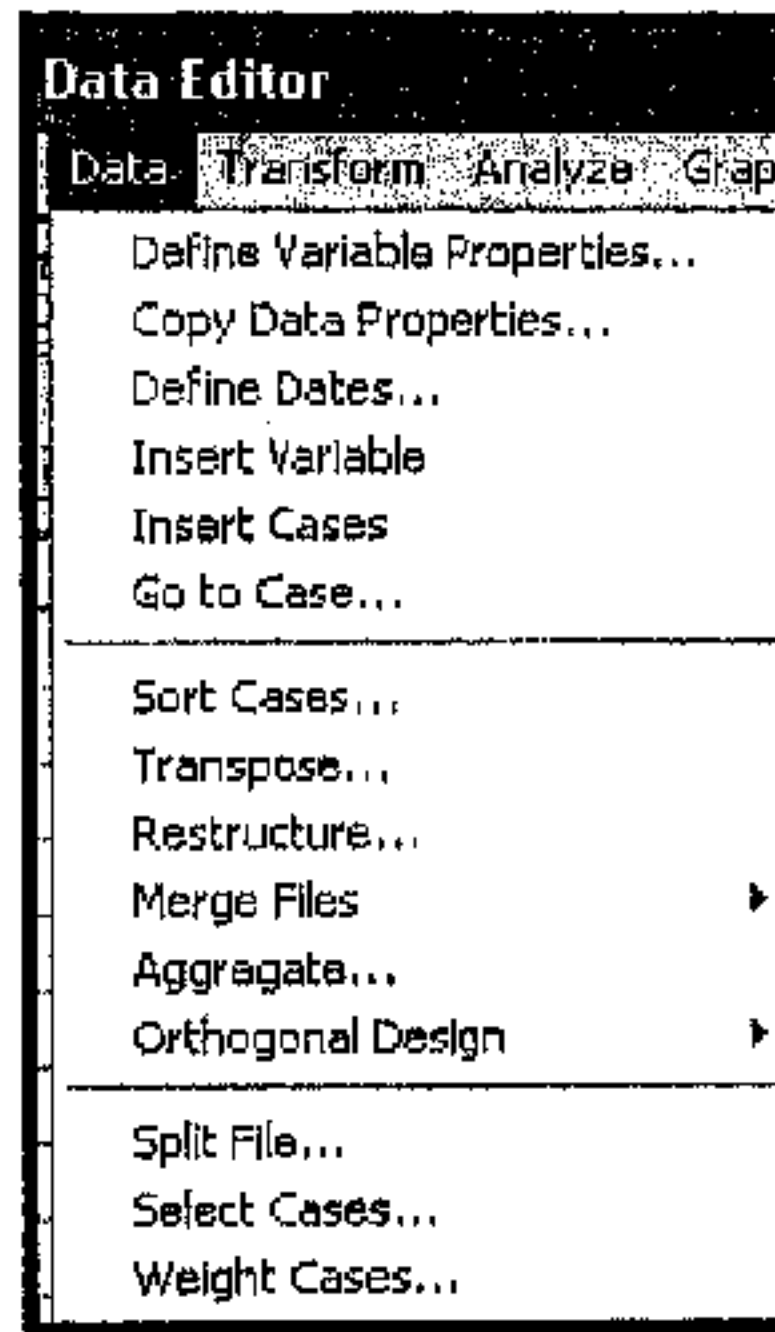 Data Editor
Data Transform Analyze Grap
Define Variable Properties...
Copy Data Properties...
Define Dates...
Insert Variable
Insert Cases
Go to Case...
Sort Cases...
Transpose...
Restructure...
Merge Files
Aggregate...
Orthogonal Design
Split File...
Select Cases...
Weight Cases...